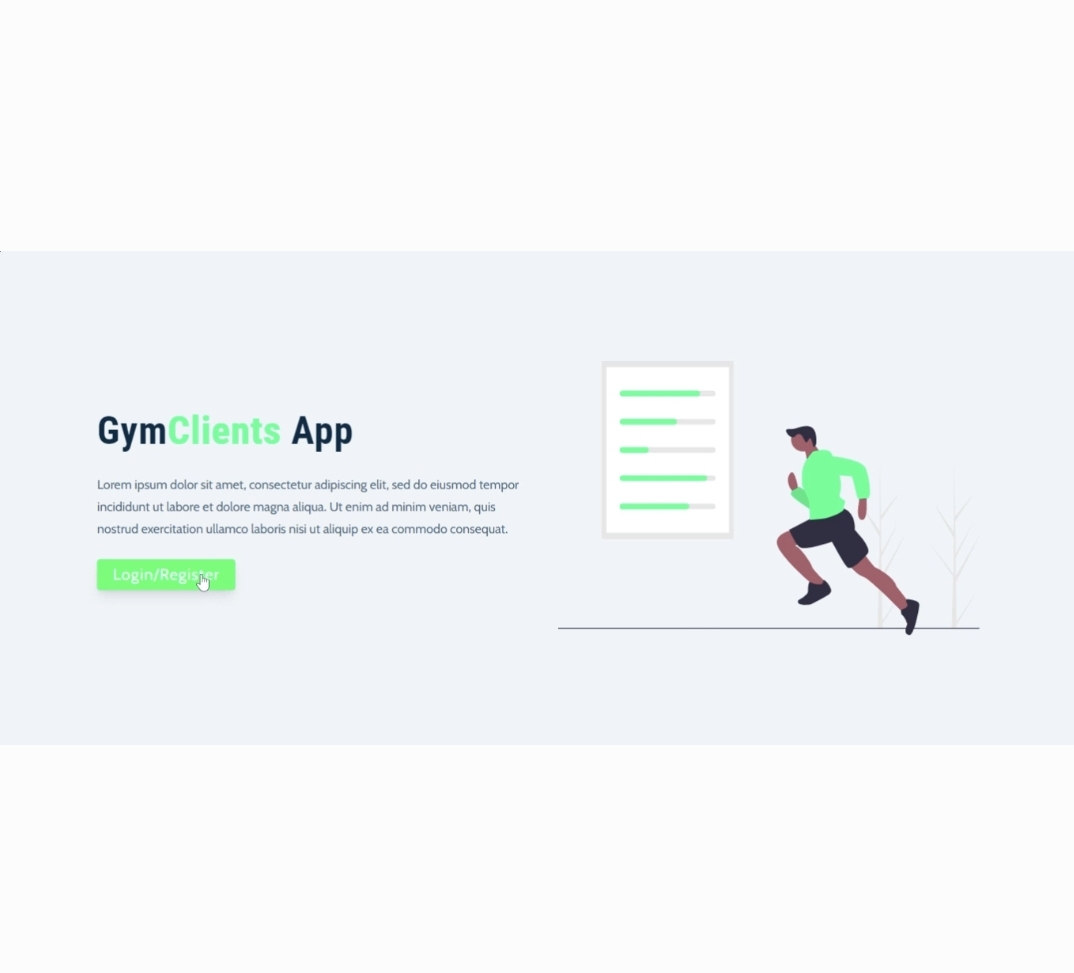 GymClients App
Lorem ipsum dolor sit amet, consectetur adipiscing elit, sed do eiusmod tempor
incididunt ut labore et dolore magna aliqua. Ut enim ad minim veniam, quis
nostrud exercitation ullamco laboris nisi ut aliquip ex ea commodo consequat.
Login/Register